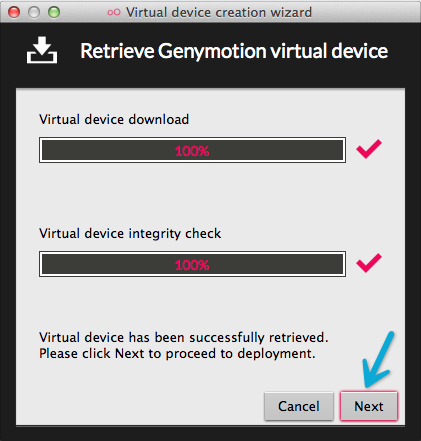 Virtual device creation wizard
Retrieve Genymotion virtual device
Virtual device download
100%
Virtual device integrity check
100%
Virtual device has been successfully retrieved.
Please click Next to proceed to deployment.
Cancel
Next